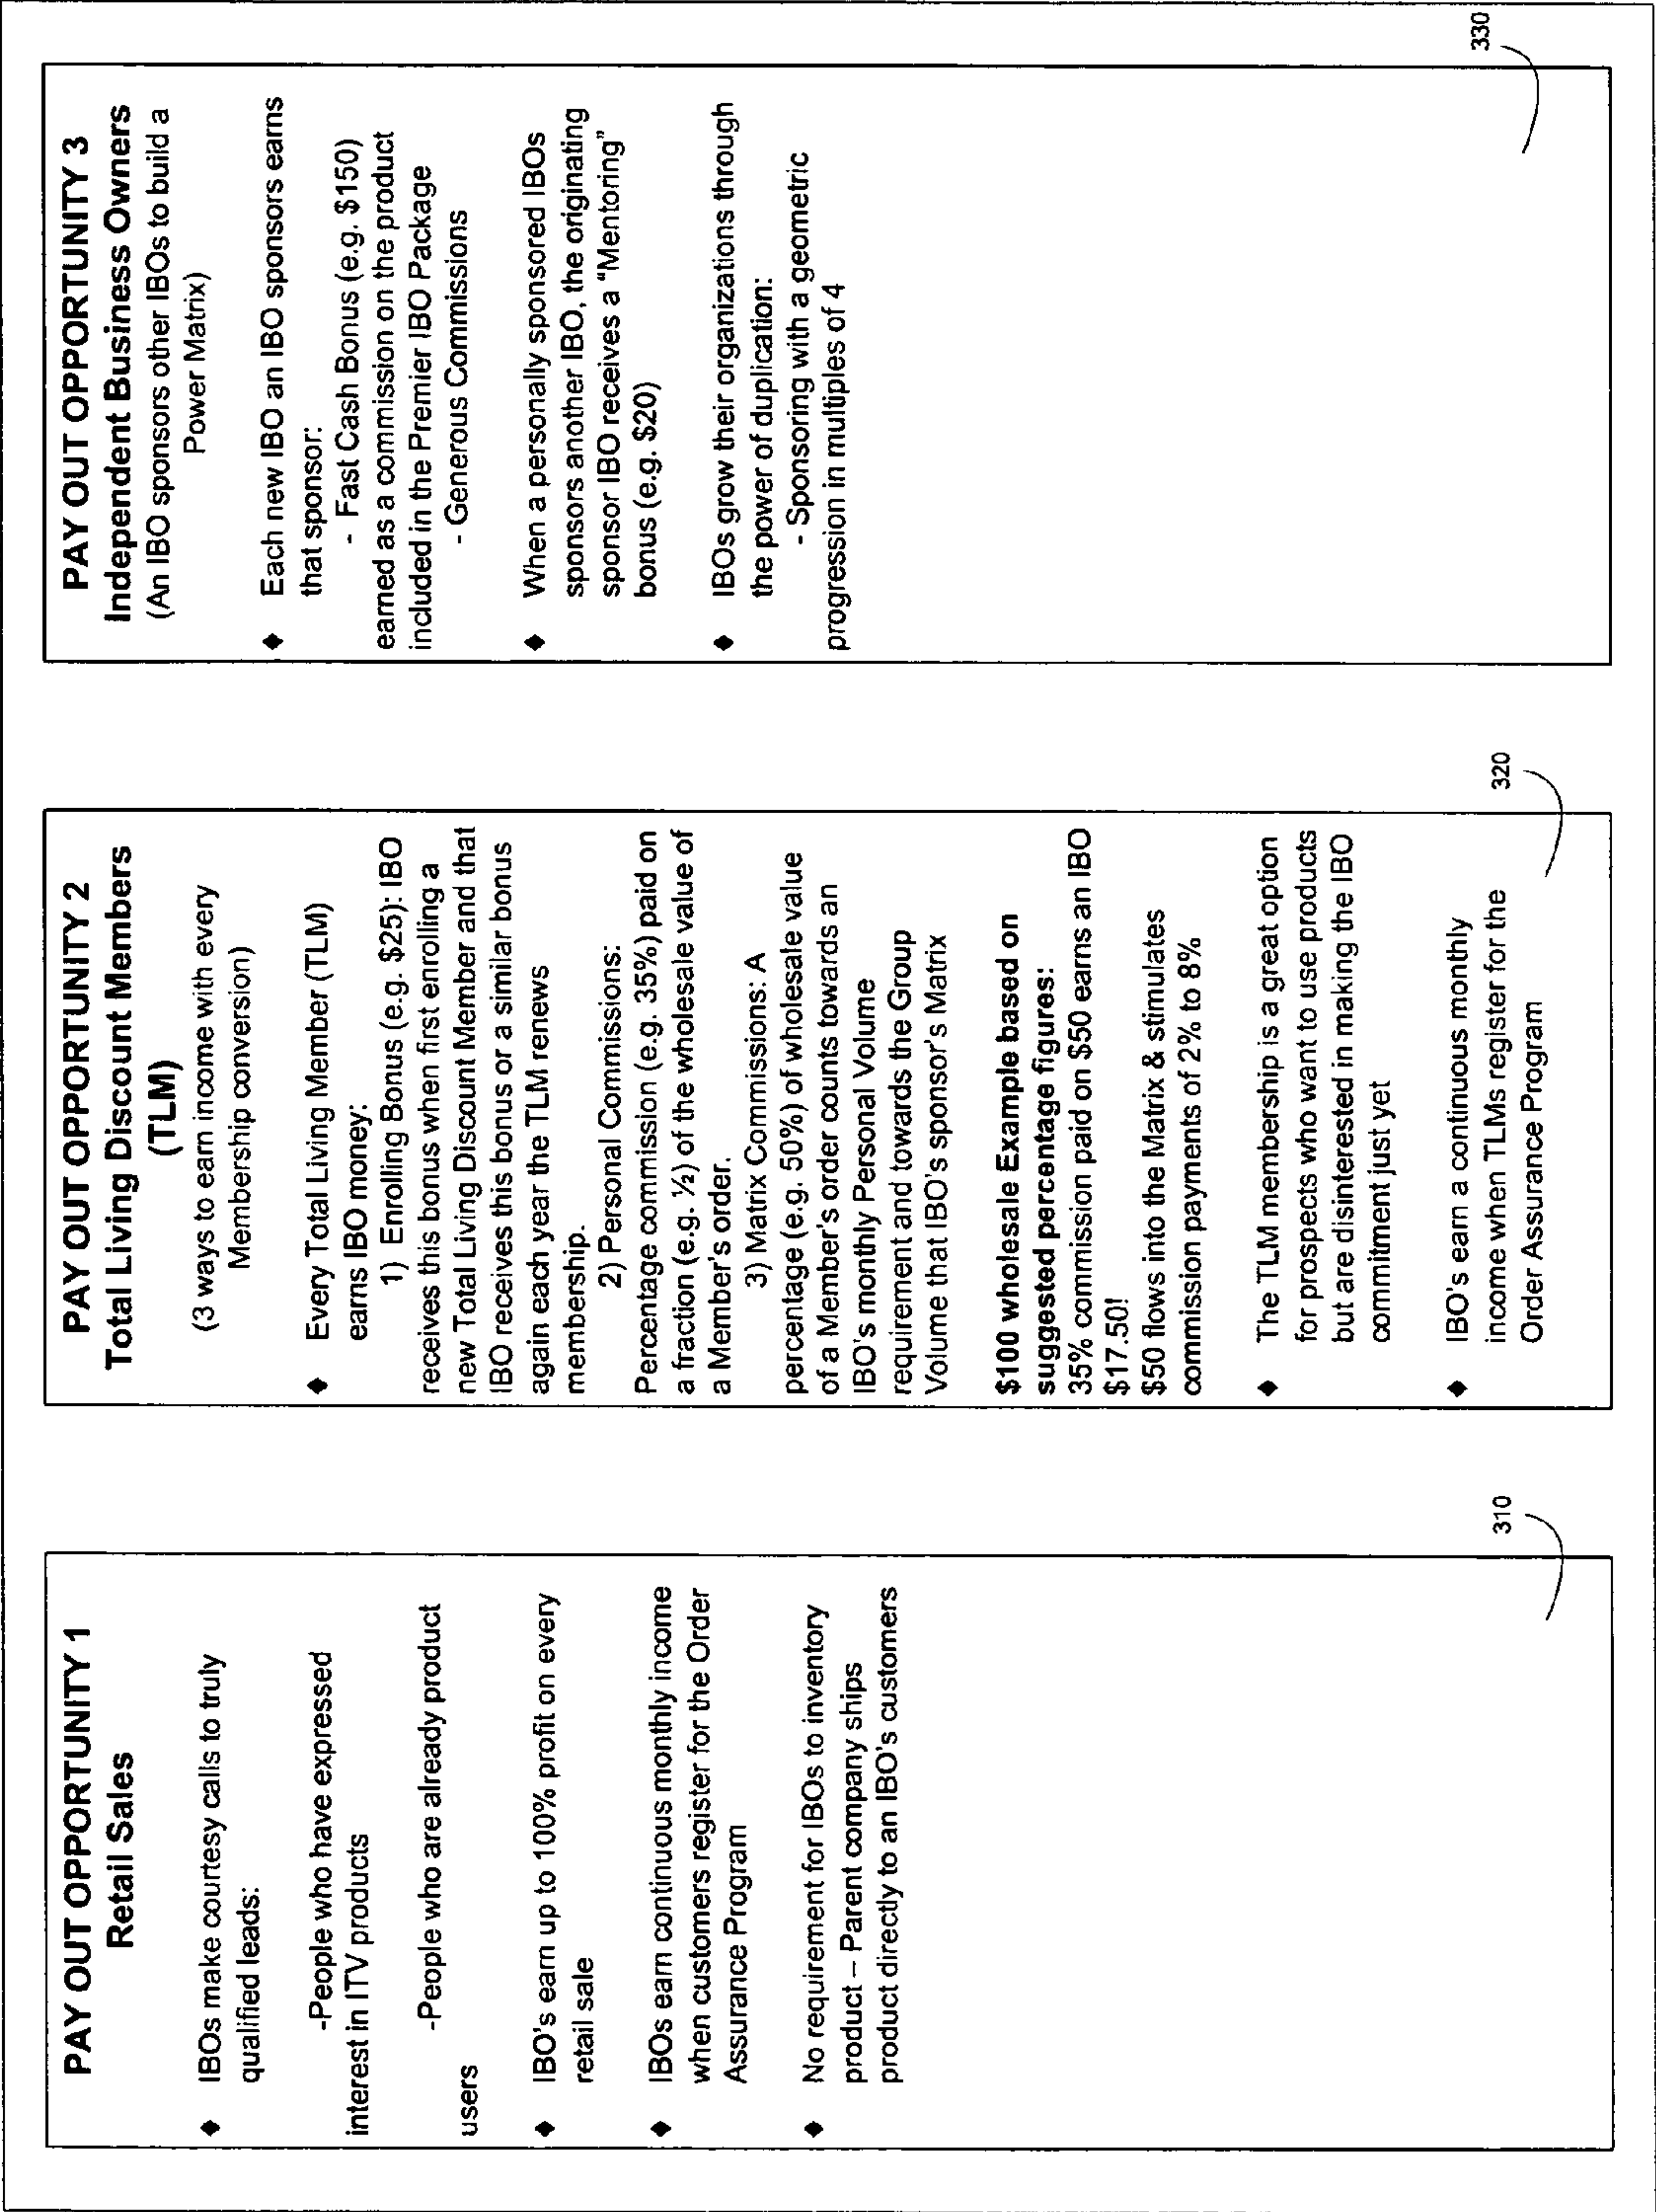 PAY OUT OPPORTUNITY 1
Retail Sales
♦ IBOs make courtesy calls to truly
qualified leads:
-People who have expressed
interest in ITV products
-People who are already product
users
♦ IBO's earn up to 100% profit on every
retail sale
♦ IBOs earn continuous monthly income
when customers register for the Order
Assurance Program
♦ No requirement for IBOs to inventory
product – Parent company ships
product directly to an IBO's customers
310
PAY OUT OPPORTUNITY 2
Total Living Discount Members
(TLM)
(3 ways to earn income with every
Membership conversion)
♦ Every Total Living Member (TLM)
earns IBO money:
1) Enrolling Bonus (e.g. $25): IBO
receives this bonus when first enrolling a
new Total Living Discount Member and that
IBO receives this bonus or a similar bonus
again each year the TLM renews
membership.
2) Personal Commissions:
Percentage commission (e.g. 35%) paid on
a fraction (e.g. ½) of the wholesale value of
a Member's order.
3) Matrix Commissions: A
percentage (e.g. 50%) of wholesale value
of a Member's order counts towards an
IBO's monthly Personal Volume
requirement and towards the Group
Volume that IBO's sponsor's Matrix
$100 wholesale Example based on
suggested percentage figures:
35% commission paid on $50 earns an IBO
$17.50!
$50 flows into the Matrix & stimulates
commission payments of 2% to 8%
♦ The TLM membership is a great option
for prospects who want to use products
but are disinterested in making the IBO
commitment just yet
♦ IBO's earn a continuous monthly
income when TLMs register for the
Order Assurance Program
320
PAY OUT OPPORTUNITY 3
Independent Business Owners
(An IBO sponsors other IBOs to build a
Power Matrix)
♦ Each new IBO an IBO sponsors earns
that sponsor:
- Fast Cash Bonus (e.g. $150)
earned as a commission on the product
included in the Premier IBO Package
- Generous Commissions
♦ When a personally sponsored IBOs
sponsors another IBO, the originating
sponsor IBO receives a "Mentoring"
bonus (e.g. $20)
♦ IBOs grow their organizations through
the power of duplication:
- Sponsoring with a geometric
progression in multiples of 4
330